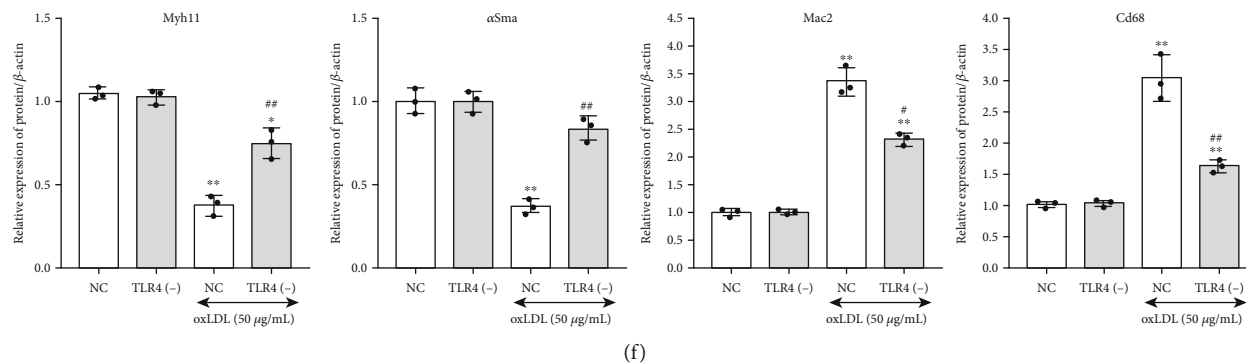 Myh11
Relative expression of protein/β-actin
1.5
1.0
0.5
0.0
**
##
*
NC
TLR4 (–)
NC
TLR4 (–)
oxLDL (50 μg/mL)
αSma
Relative expression of protein/β-actin
1.5
1.0
0.5
0.0
**
##
NC
TLR4 (–)
NC
TLR4 (–)
oxLDL (50 μg/mL)
Mac2
Relative expression of protein/β-actin
4.5
4.0
3.5
3.0
2.5
2.0
1.5
1.0
0.5
0.0
**
#
**
NC
TLR4 (–)
NC
TLR4 (–)
oxLDL (50 μg/mL)
Cd68
Relative expression of protein/β-actin
4.0
3.5
3.0
2.5
2.0
1.5
1.0
0.5
0.0
**
##
**
NC
TLR4 (–)
NC
TLR4 (–)
oxLDL (50 μg/mL)
(f)